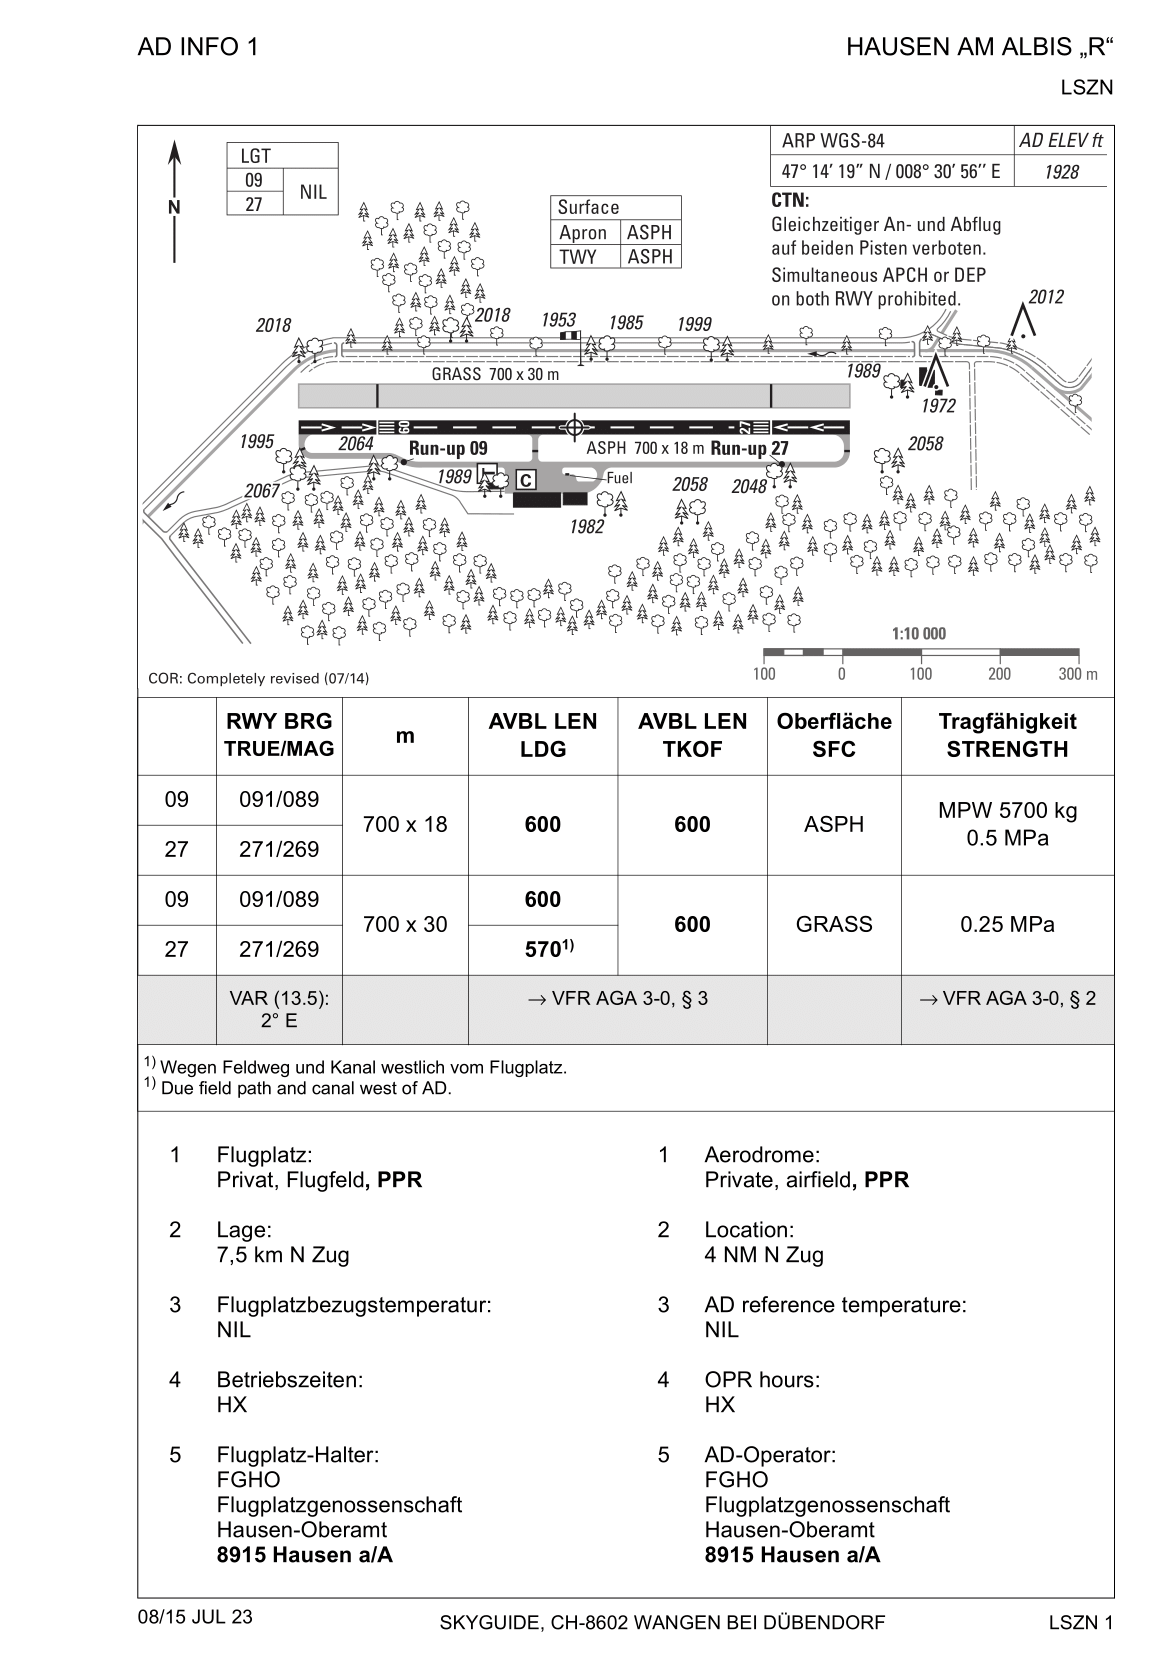 AD INFO 1
HAUSEN AM ALBIS „R“
LSZN
LGT
09
27
NIL
N
Surface
Apron ASPH
TWY ASPH
ARP WGS-84 AD ELEV ft
47° 14’ 19’’ N / 008° 30’ 56’’ E 1928
CTN:
Gleichzeitiger An- und Abflug
auf beiden Pisten verboten.
Simultaneous APCH or DEP
on both RWY prohibited.
2012
2018
2018
1953
1985
1999
GRASS 700 x 30 m
1989
1972
09
27
1995
2064
Run-up 09
ASPH 700 x 18 m
Run-up 27
2058
1989
C
Fuel
2067
2058
2048
1982
1:10 000
100 0 100 200 300 m
COR: Completely revised (07/14)
RWY BRG
TRUE/MAG
m
AVBL LEN
LDG
AVBL LEN
TKOF
Oberfläche
SFC
Tragfähigkeit
STRENGTH
09 091/089
27 271/269
700 x 18
600
600
ASPH
MPW 5700 kg
0.5 MPa
09 091/089
27 271/269
700 x 30
600
570¹⁾
600
GRASS
0.25 MPa
VAR (13.5):
2° E
→ VFR AGA 3-0, § 3
→ VFR AGA 3-0, § 2
¹⁾ Wegen Feldweg und Kanal westlich vom Flugplatz.
¹⁾ Due field path and canal west of AD.
1 Flugplatz:
Privat, Flugfeld, PPR
2 Lage:
7,5 km N Zug
3 Flugplatzbezugstemperatur:
NIL
4 Betriebszeiten:
HX
5 Flugplatz-Halter:
FGHO
Flugplatzgenossenschaft
Hausen-Oberamt
8915 Hausen a/A
1 Aerodrome:
Private, airfield, PPR
2 Location:
4 NM N Zug
3 AD reference temperature:
NIL
4 OPR hours:
HX
5 AD-Operator:
FGHO
Flugplatzgenossenschaft
Hausen-Oberamt
8915 Hausen a/A
08/15 JUL 23
SKYGUIDE, CH-8602 WANGEN BEI DÜBENDORF
LSZN 1